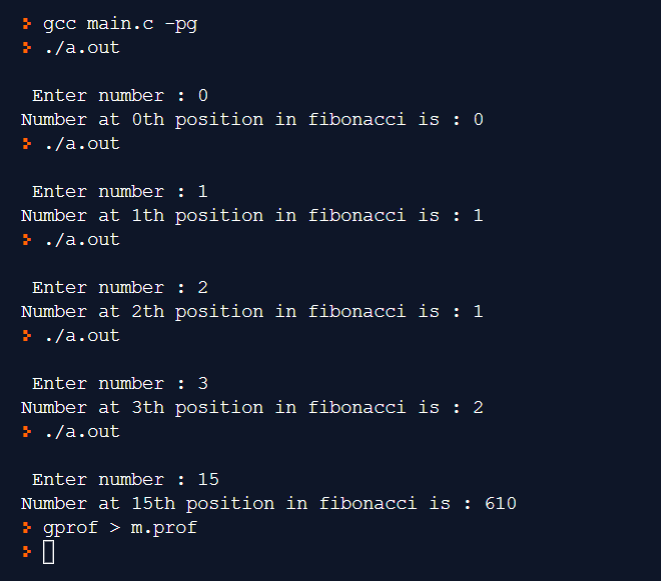 gcc main.c -pg
./a.out
Enter number : 0
Number at 0th position in fibonacci is : 0
./a.out
Enter number : 1
Number at 1th position in fibonacci is : 1
./a.out
Enter number : 2
Number at 2th position in fibonacci is : 1
./a.out
Enter number : 3
Number at 3th position in fibonacci is : 2
./a.out
Enter number : 15
Number at 15th position in fibonacci is : 610
gprof > m.prof